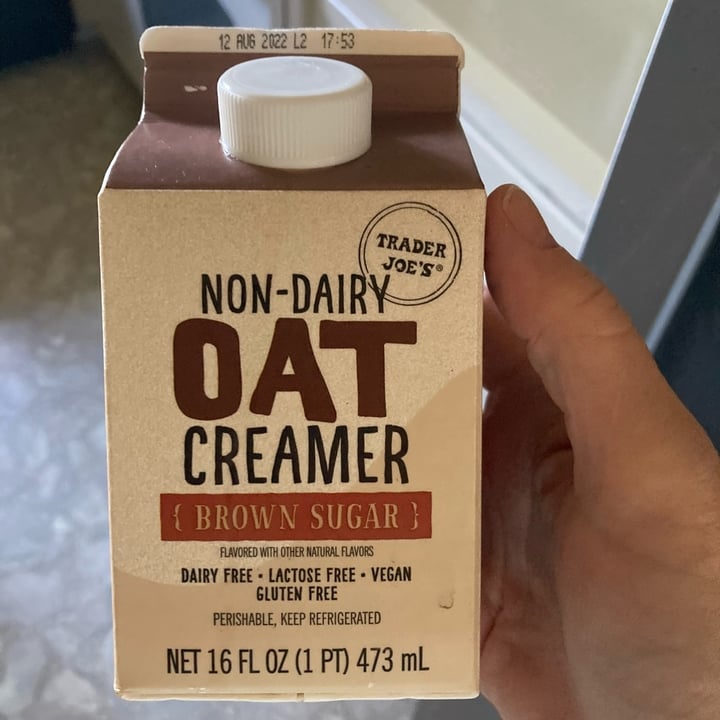 12 AUG 2022 L2 17:53
TRADER
JOE'S®
NON-DAIRY
OAT
CREAMER
{ BROWN SUGAR }
FLAVORED WITH OTHER NATURAL FLAVORS
DAIRY FREE • LACTOSE FREE • VEGAN
GLUTEN FREE
PERISHABLE, KEEP REFRIGERATED
NET 16 FL OZ (1 PT) 473 mL